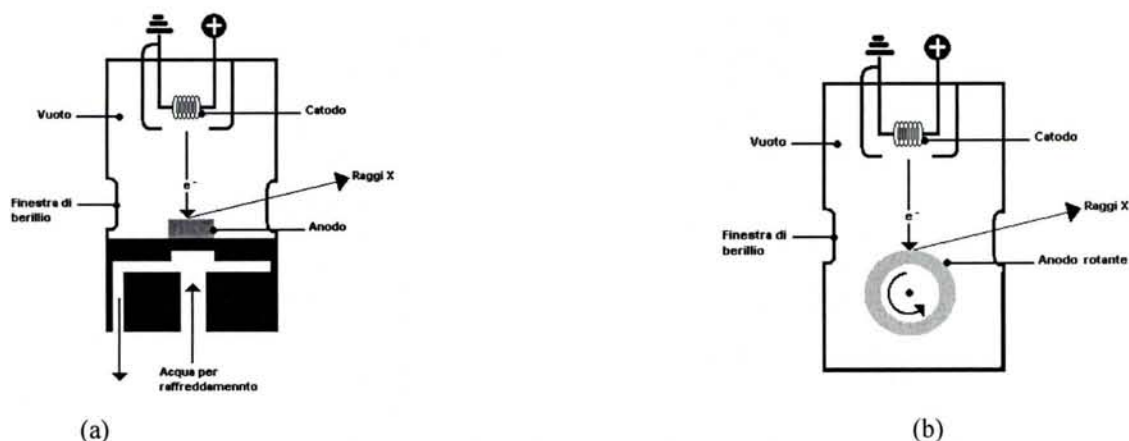 Vuoto
Catodo
e⁻
Raggi X
Finestra di
berillio
Anodo
Acqua per
raffreddamennto
(a)
Vuoto
Catodo
e⁻
Raggi X
Finestra di
berillio
Anodo rotante
(b)